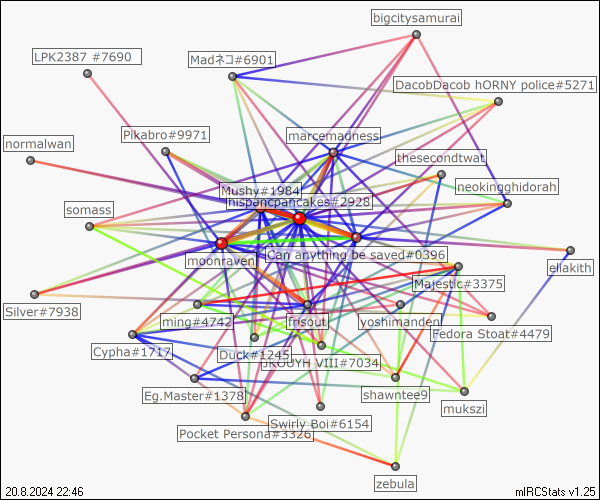 bigcitysamurai
LPK2387 #7690
Madネコ#6901
DacobDacob hORNY police#5271
Pikabro#9971
marcemadness
normalwan
thesecondtwat
Mushy#1984
neokingghidorah
hispanicpancakes#2928
somass
Can anything be saved#0396
moonraven
ellakith
Majestic#3375
Silver#7938
ming#4742
frisout
yoshimanden
Fedora Stoat#4479
Cypha#1717
Duck#1245
JKUUYH VIII#7034
Eg.Master#1378
shawntee9
mukszi
Swirly Boi#6154
Pocket Persona#3326
zebula
20.8.2024 22:46
mIRCStats v1.25